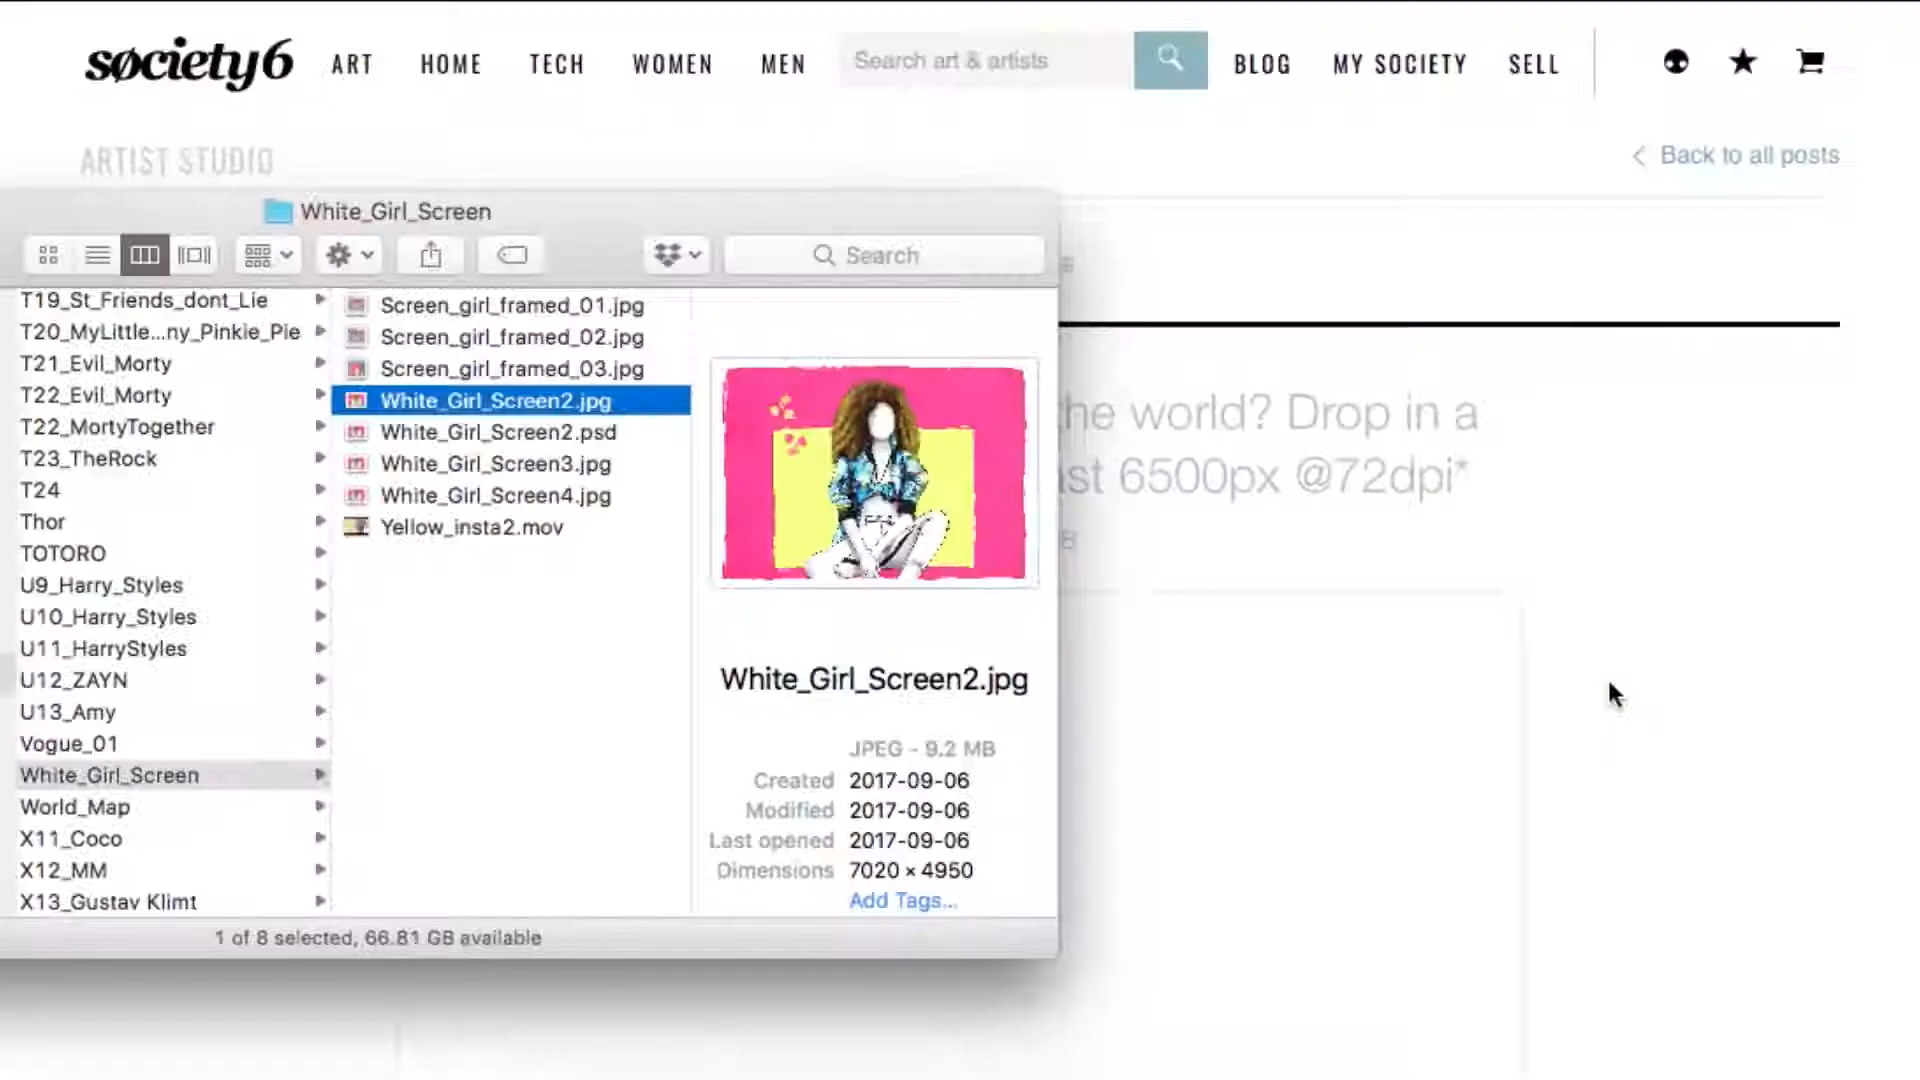 søciety6 ART HOME TECH WOMEN MEN Search art & artists BLOG MY SOCIETY SELL
ARTIST STUDIO
Back to all posts
White_Girl_Screen
Search
T19_St_Friends_dont_Lie
T20_MyLittle...ny_Pinkie_Pie
T21_Evil_Morty
T22_Evil_Morty
T22_MortyTogether
T23_TheRock
T24
Thor
TOTORO
U9_Harry_Styles
U10_Harry_Styles
U11_HarryStyles
U12_ZAYN
U13_Amy
Vogue_01
White_Girl_Screen
World_Map
X11_Coco
X12_MM
X13_Gustav Klimt
Screen_girl_framed_01.jpg
Screen_girl_framed_02.jpg
Screen_girl_framed_03.jpg
White_Girl_Screen2.jpg
White_Girl_Screen2.psd
White_Girl_Screen3.jpg
White_Girl_Screen4.jpg
Yellow_insta2.mov
White_Girl_Screen2.jpg
JPEG - 9.2 MB
Created 2017-09-06
Modified 2017-09-06
Last opened 2017-09-06
Dimensions 7020 × 4950
Add Tags...
1 of 8 selected, 66.81 GB available
the world? Drop in a
6500px @72dpi*